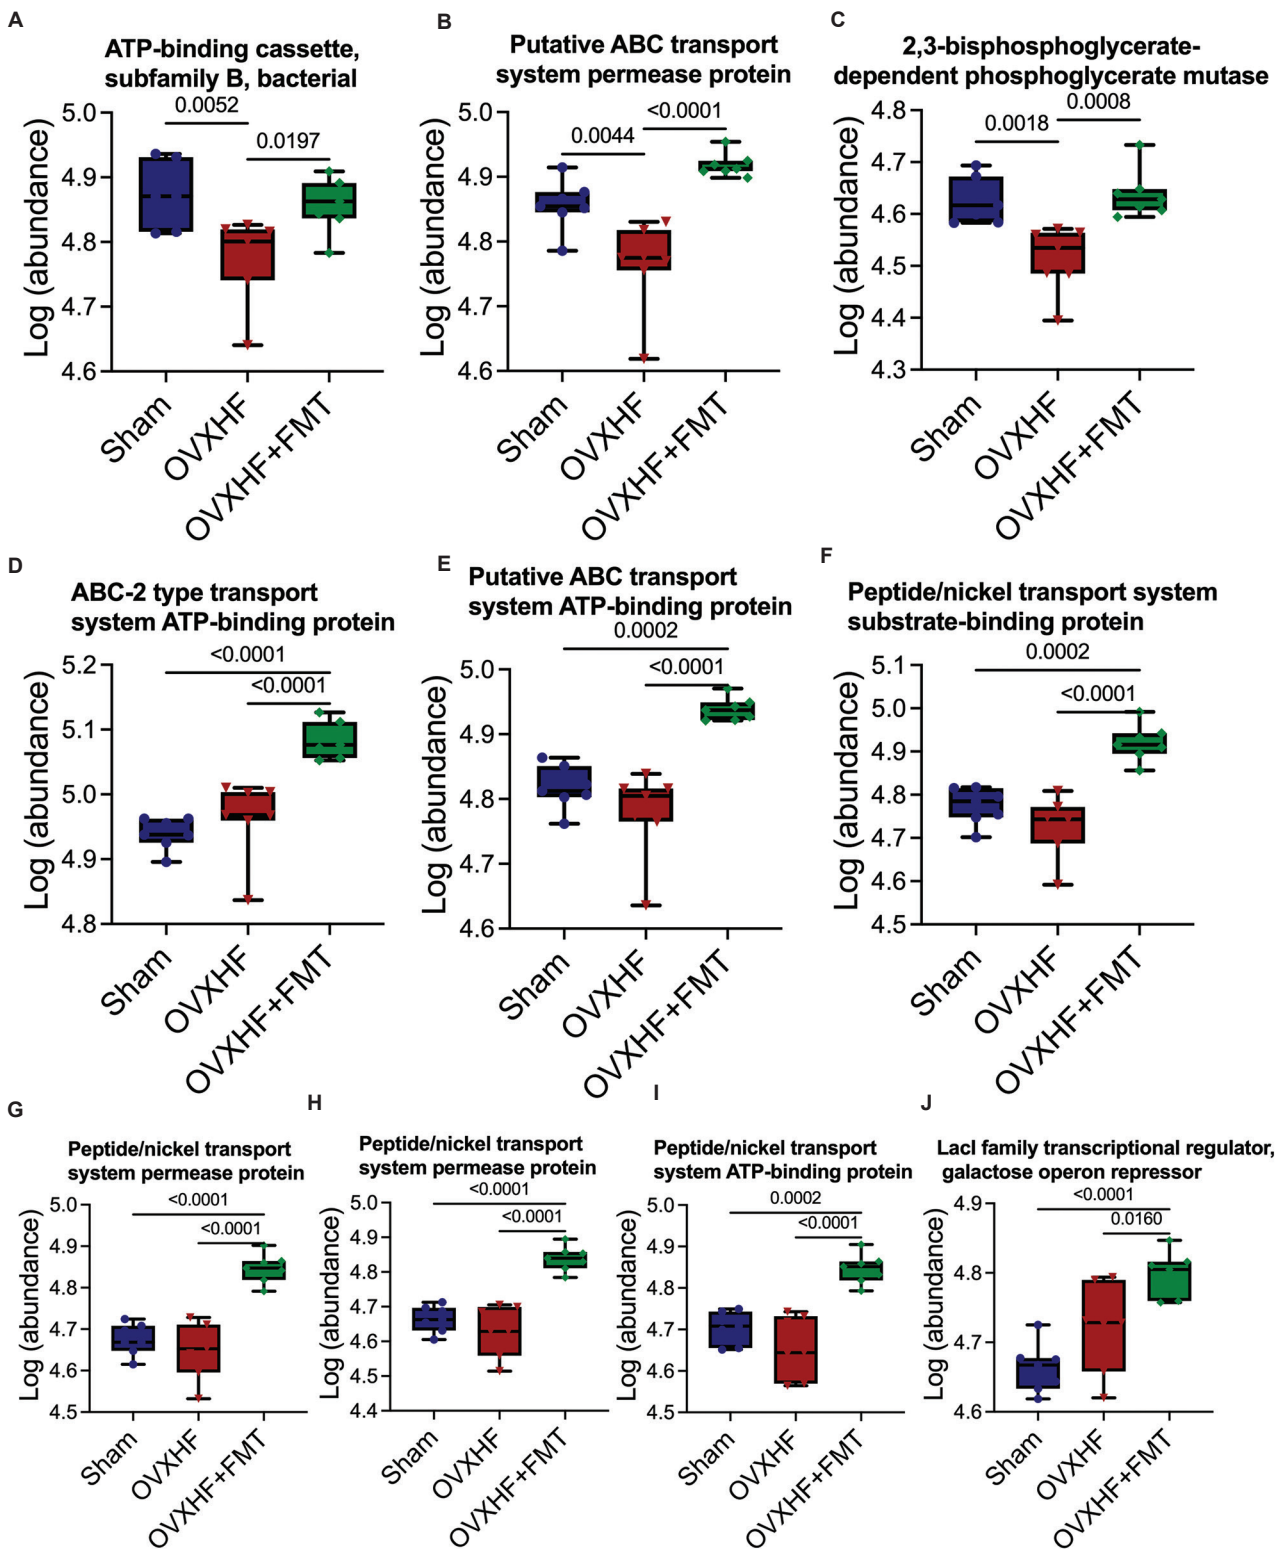 A
ATP-binding cassette,
subfamily B, bacterial
0.0052
0.0197
Log (abundance)
5.0
4.9
4.8
4.7
4.6
Sham
OVXHF
OVXHF+FMT
B
Putative ABC transport
system permease protein
<0.0001
0.0044
Log (abundance)
5.0
4.9
4.8
4.7
4.6
Sham
OVXHF
OVXHF+FMT
C
2,3-bisphosphoglycerate-
dependent phosphoglycerate mutase
0.0008
0.0018
Log (abundance)
4.8
4.7
4.6
4.5
4.4
4.3
Sham
OVXHF
OVXHF+FMT
D
ABC-2 type transport
system ATP-binding protein
<0.0001
<0.0001
Log (abundance)
5.2
5.1
5.0
4.9
4.8
Sham
OVXHF
OVXHF+FMT
E
Putative ABC transport
system ATP-binding protein
0.0002
<0.0001
Log (abundance)
5.0
4.9
4.8
4.7
4.6
Sham
OVXHF
OVXHF+FMT
F
Peptide/nickel transport system
substrate-binding protein
0.0002
<0.0001
Log (abundance)
5.1
5.0
4.9
4.8
4.7
4.6
4.5
Sham
OVXHF
OVXHF+FMT
G
Peptide/nickel transport
system permease protein
<0.0001
<0.0001
Log (abundance)
5.0
4.9
4.8
4.7
4.6
4.5
Sham
OVXHF
OVXHF+FMT
H
Peptide/nickel transport
system permease protein
<0.0001
<0.0001
Log (abundance)
5.0
4.9
4.8
4.7
4.6
4.5
4.4
Sham
OVXHF
OVXHF+FMT
I
Peptide/nickel transport
system ATP-binding protein
0.0002
<0.0001
Log (abundance)
5.0
4.9
4.8
4.7
4.6
4.5
Sham
OVXHF
OVXHF+FMT
J
LacI family transcriptional regulator,
galactose operon repressor
<0.0001
0.0160
Log (abundance)
4.9
4.8
4.7
4.6
Sham
OVXHF
OVXHF+FMT